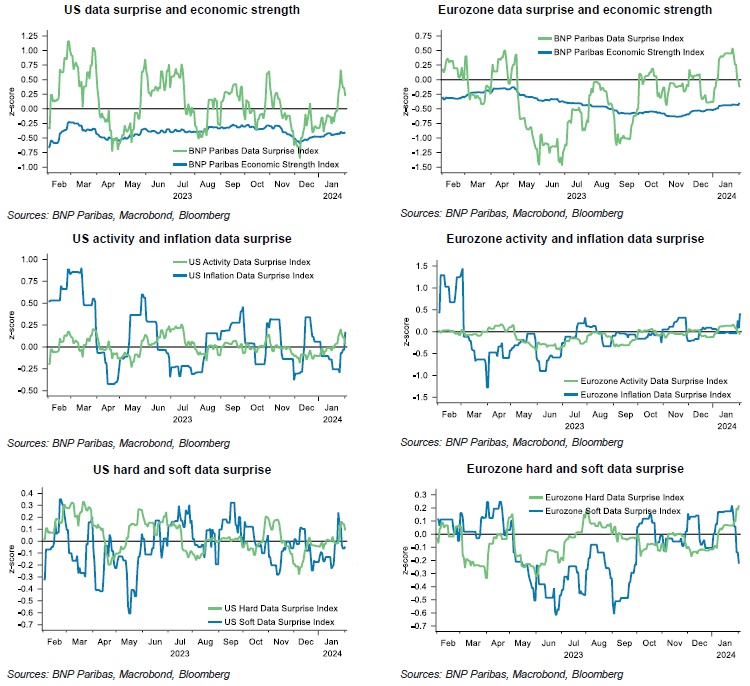 US data surprise and economic strength
1.25
1.00
0.75
0.50
0.25
0.00
-0.25
-0.50
-0.75
-1.00
z-score
BNP Paribas Data Surprise Index
BNP Paribas Economic Strength Index
Feb Mar Apr May Jun Jul Aug Sep Oct Nov Dec Jan
2023 2024
Sources: BNP Paribas, Macrobond, Bloomberg
Eurozone data surprise and economic strength
0.75
0.50
0.25
0.00
-0.25
-0.50
-0.75
-1.00
-1.25
-1.50
z-score
BNP Paribas Data Surprise Index
BNP Paribas Economic Strength Index
Feb Mar Apr May Jun Jul Aug Sep Oct Nov Dec Jan
2023 2024
Sources: BNP Paribas, Macrobond, Bloomberg
US activity and inflation data surprise
1.00
0.75
0.50
0.25
0.00
-0.25
-0.50
z-score
US Activity Data Surprise Index
US Inflation Data Surprise Index
Feb Mar Apr May Jun Jul Aug Sep Oct Nov Dec Jan
2023 2024
Sources: BNP Paribas, Macrobond, Bloomberg
Eurozone activity and inflation data surprise
1.5
1.0
0.5
0.0
-0.5
-1.0
-1.5
z-score
Eurozone Activity Data Surprise Index
Eurozone Inflation Data Surprise Index
Feb Mar Apr May Jun Jul Aug Sep Oct Nov Dec Jan
2023 2024
Sources: BNP Paribas, Macrobond, Bloomberg
US hard and soft data surprise
0.4
0.3
0.2
0.1
0.0
-0.1
-0.2
-0.3
-0.4
-0.5
-0.6
-0.7
z-score
US Hard Data Surprise Index
US Soft Data Surprise Index
Feb Mar Apr May Jun Jul Aug Sep Oct Nov Dec Jan
2023 2024
Sources: BNP Paribas, Macrobond, Bloomberg
Eurozone hard and soft data surprise
0.3
0.2
0.1
0.0
-0.1
-0.2
-0.3
-0.4
-0.5
-0.6
-0.7
z-score
Eurozone Hard Data Surprise Index
Eurozone Soft Data Surprise Index
Feb Mar Apr May Jun Jul Aug Sep Oct Nov Dec Jan
2023 2024
Sources: BNP Paribas, Macrobond, Bloomberg